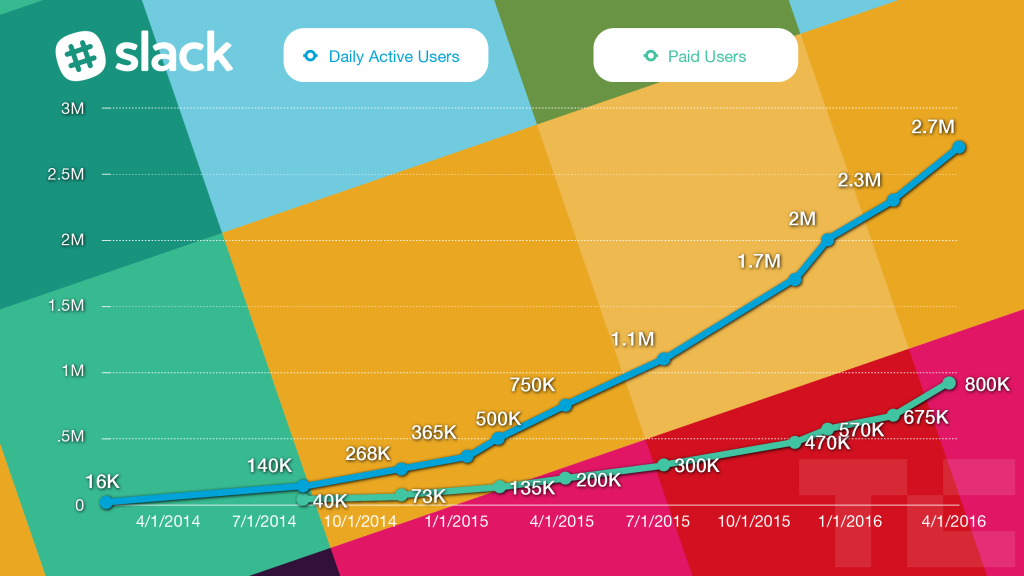 slack
Daily Active Users
Paid Users
3M
2.5M
2M
1.5M
1M
.5M
0
16K
140K
268K
365K
500K
750K
1.1M
1.7M
2M
2.3M
2.7M
40K
73K
135K
200K
300K
470K
570K
675K
800K
4/1/2014
7/1/2014
10/1/2014
1/1/2015
4/1/2015
7/1/2015
10/1/2015
1/1/2016
4/1/2016
TC